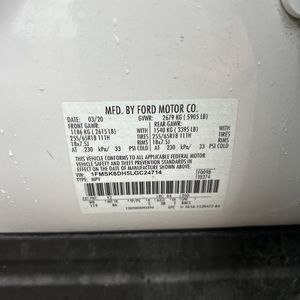 MFD. BY FORD MOTOR CO.
03/20 GVWR: 2679 KG ( 5905 LB)
FRONT GAWR: REAR GAWR:
1186 KG ( 2615 LB) 1540 KG ( 3395 LB)
255/65R18 111H 255/65R18 111H
18x7.5J 18x7.5J
AT 230 kPa/ 33 PSI COLD AT 230 kPa/ 33 PSI COLD
THIS VEHICLE CONFORMS TO ALL APPLICABLE FEDERAL MOTOR
VEHICLE SAFETY AND THEFT PREVENTION STANDARDS IN
EFFECT ON THE DATE OF MANUFACTURE SHOWN ABOVE.
VIN: 1FM5K8DH5LGC24714 F0098
TYPE: MPV